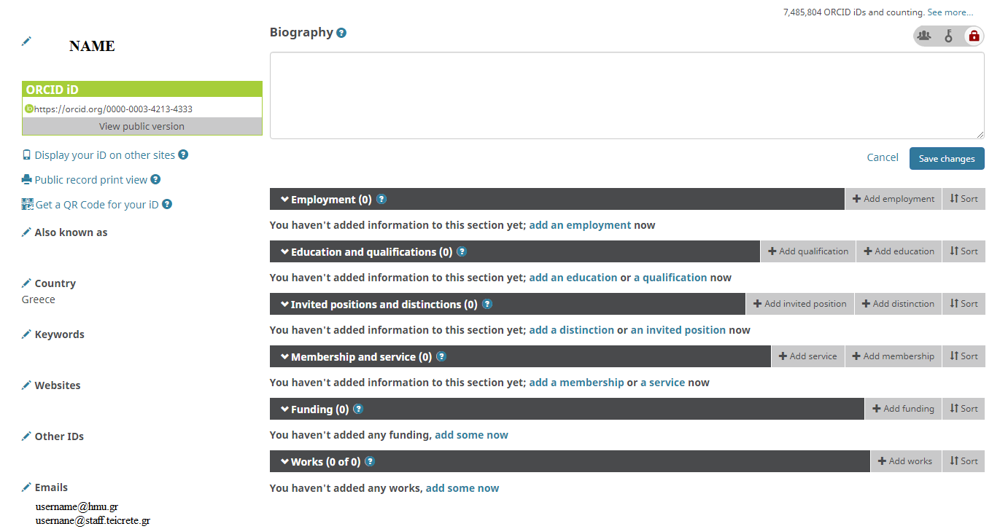 7,485,804 ORCID iDs and counting. See more...
NAME
ORCID iD
iD https://orcid.org/0000-0003-4213-4333
View public version
Display your iD on other sites ?
Public record print view ?
Get a QR Code for your iD ?
Also known as
Country
Greece
Keywords
Websites
Other IDs
Emails
username@hmu.gr
usernane@staff.teicrete.gr
Biography ?
Cancel Save changes
Employment (0) ? Add employment Sort
You haven't added information to this section yet; add an employment now
Education and qualifications (0) ? Add qualification Add education Sort
You haven't added information to this section yet; add an education or a qualification now
Invited positions and distinctions (0) ? Add invited position Add distinction Sort
You haven't added information to this section yet; add a distinction or an invited position now
Membership and service (0) ? Add service Add membership Sort
You haven't added information to this section yet; add a membership or a service now
Funding (0) ? Add funding Sort
You haven't added any funding, add some now
Works (0 of 0) ? Add works Sort
You haven't added any works, add some now